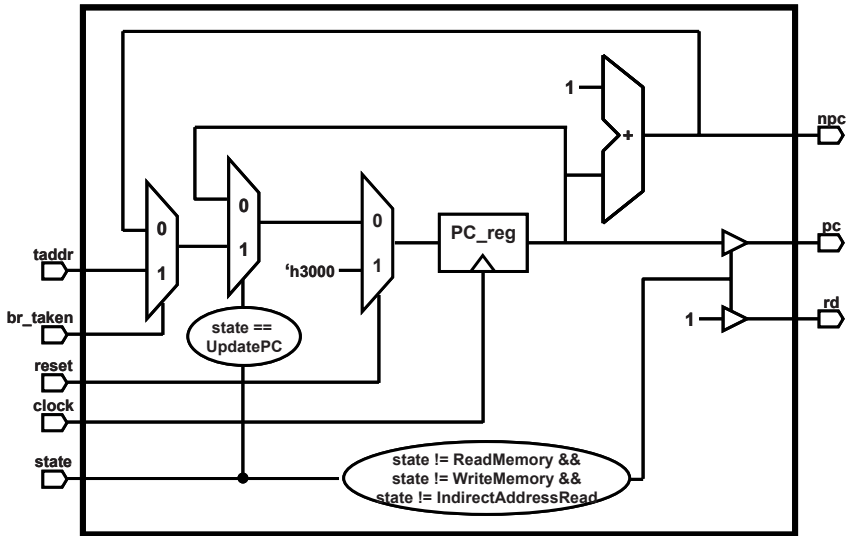 1
+
npc
0
1
0
1
0
1
'h3000
PC_reg
pc
taddr
1
rd
br_taken
state ==
UpdatePC
reset
clock
state
state != ReadMemory &&
state != WriteMemory &&
state != IndirectAddressRead